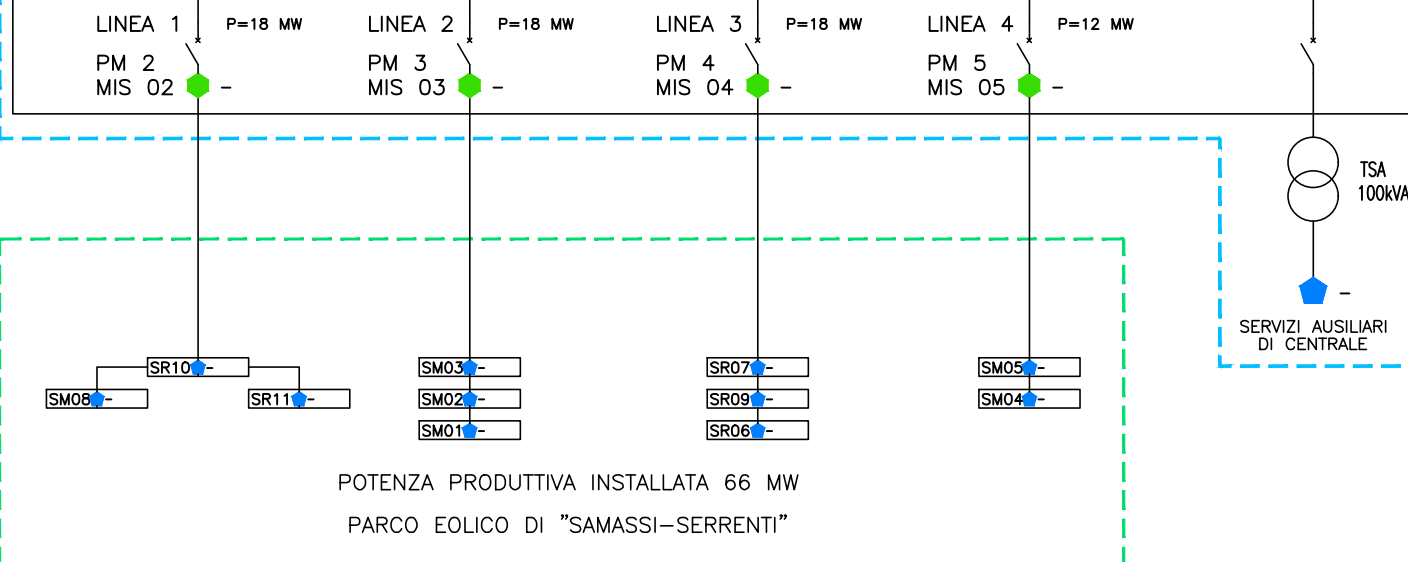 LINEA 1 P=18 MW
PM 2
MIS 02 -
LINEA 2 P=18 MW
PM 3
MIS 03 -
LINEA 3 P=18 MW
PM 4
MIS 04 -
LINEA 4 P=12 MW
PM 5
MIS 05 -
TSA
100kVA
-
SERVIZI AUSILIARI
DI CENTRALE
SR10 -
SM08 -
SR11 -
SM03 -
SM02 -
SM01 -
SR07 -
SR09 -
SR06 -
SM05 -
SM04 -
POTENZA PRODUTTIVA INSTALLATA 66 MW
PARCO EOLICO DI "SAMASSI-SERRENTI"